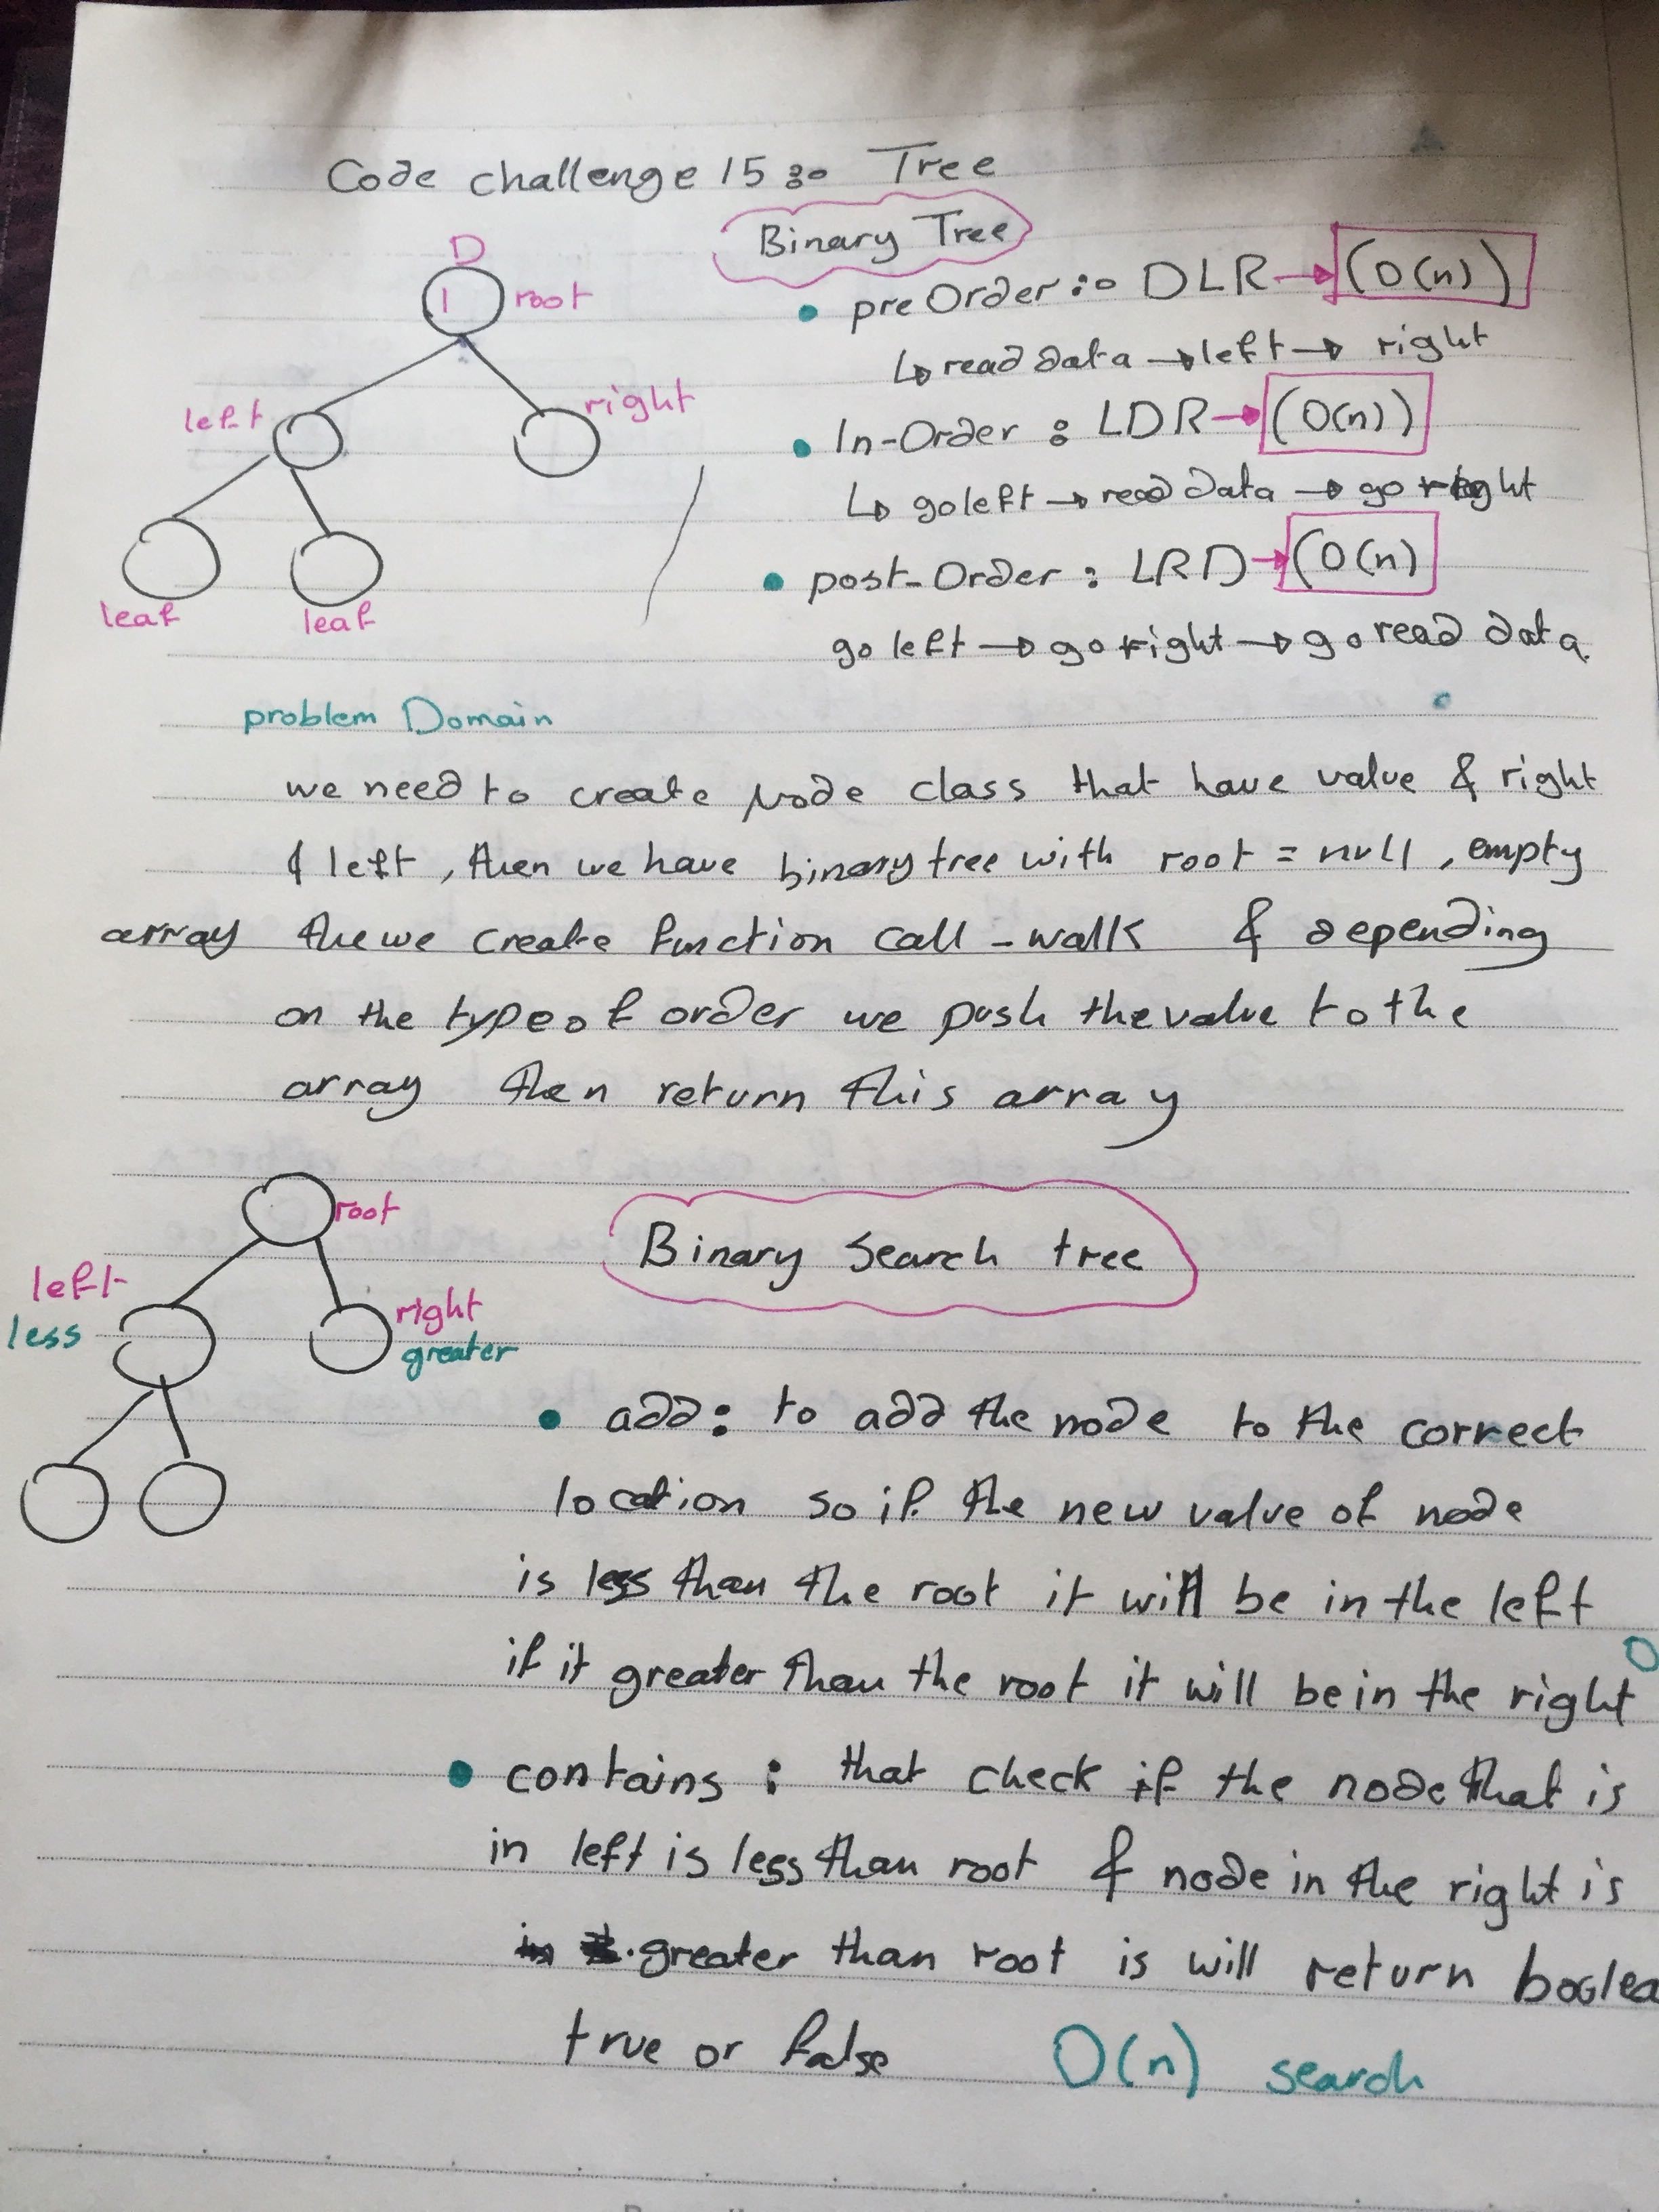 Code challenge 15:o Tree
Binary Tree
D
1 root
left
right
leaf
leaf
• preOrder :o DLR → (O(n))
↳ read data → left → right
• In-Order : LDR → (O(n))
↳ go left → read data → go right
• post-Order : LRD → (O(n)
go left → go right → go read data
problem Domain
we need to create Node class that have value & right
& left, then we have binary tree with root = null, empty
array the we create function call _walk & depending
on the type of order we push the value to the
array then return this array
root
left
less
right
greater
Binary Search tree
• add: to add the node to the correct
location so if the new value of node
is less than the root it will be in the left
if it greater than the root it will be in the right
• contains : that check if the node that is
in left is less than root & node in the right is
greater than root is will return boolea
true or false O(n) search